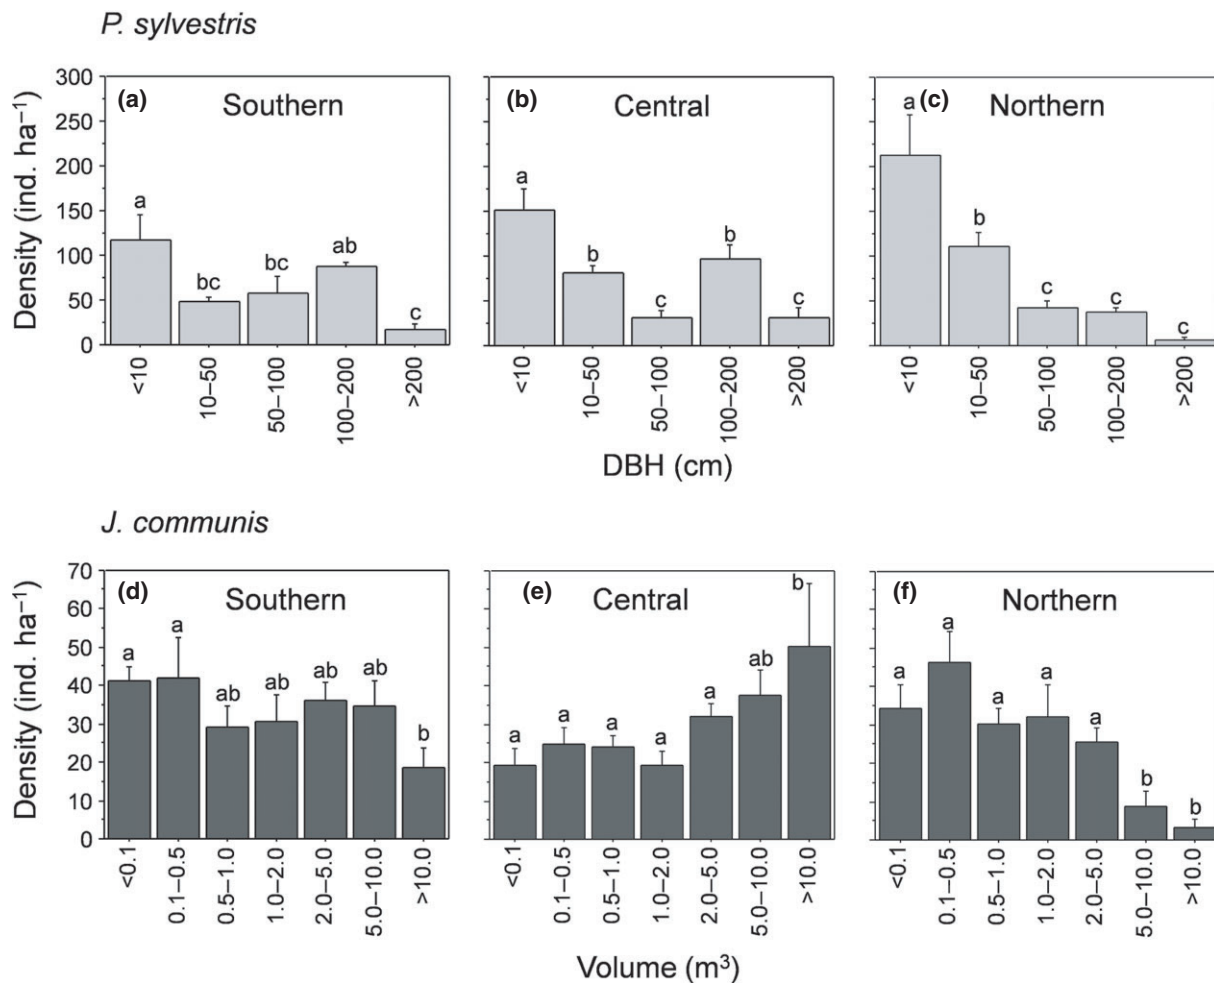 P. sylvestris
(a) Southern
(b) Central
(c) Northern
Density (ind. ha⁻¹)
300
250
200
150
100
50
0
a
bc
bc
ab
c
a
b
c
b
c
a
b
c
c
c
<10
10–50
50–100
100–200
>200
<10
10–50
50–100
100–200
>200
<10
10–50
50–100
100–200
>200
DBH (cm)
J. communis
(d) Southern
(e) Central
(f) Northern
Density (ind. ha⁻¹)
70
60
50
40
30
20
10
0
a
a
ab
ab
ab
ab
b
a
a
a
a
a
ab
b
a
a
a
a
a
b
b
<0.1
0.1–0.5
0.5–1.0
1.0–2.0
2.0–5.0
5.0–10.0
>10.0
<0.1
0.1–0.5
0.5–1.0
1.0–2.0
2.0–5.0
5.0–10.0
>10.0
<0.1
0.1–0.5
0.5–1.0
1.0–2.0
2.0–5.0
5.0–10.0
>10.0
Volume (m³)